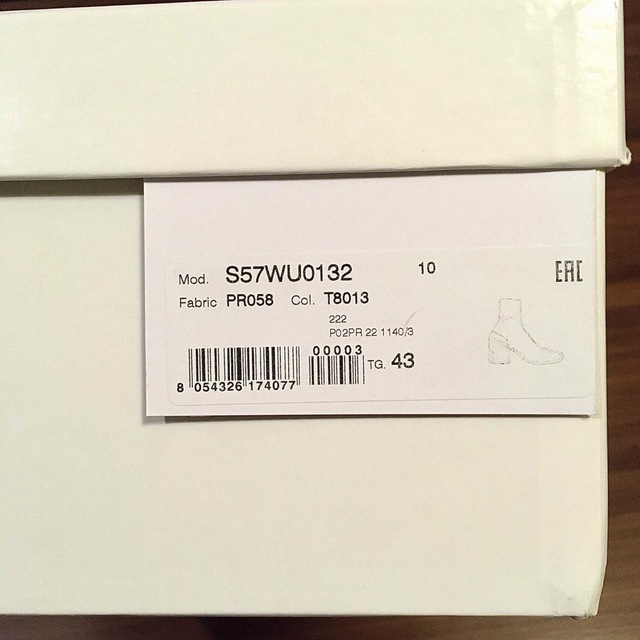 Mod. S57WU0132 10 EAC
Fabric PR058 Col. T8013
222
P02PR 22 1140/3
00003
TG. 43
8 054326 174077